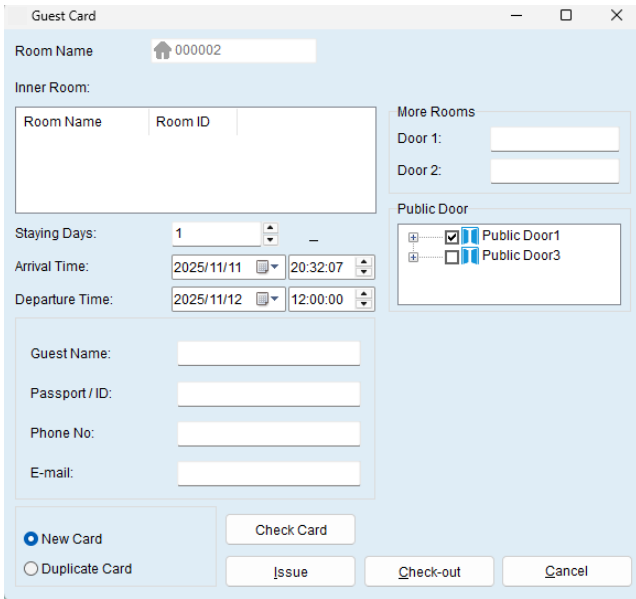 Guest Card
Room Name 000002
Inner Room:
Room Name Room ID
More Rooms
Door 1:
Door 2:
Public Door
Public Door1
Public Door3
Staying Days: 1 _
Arrival Time: 2025/11/11 20:32:07
Departure Time: 2025/11/12 12:00:00
Guest Name:
Passport / ID:
Phone No:
E-mail:
New Card
Duplicate Card
Check Card
Issue
Check-out
Cancel